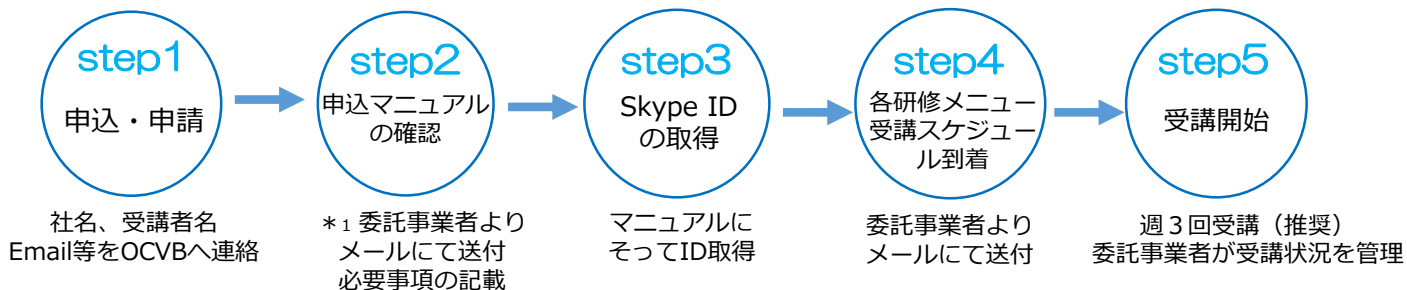 step1
申込・申請
社名、受講者名
Email等をOCVBへ連絡
step2
申込マニュアル
の確認
＊1 委託事業者より
メールにて送付
必要事項の記載
step3
Skype ID
の取得
マニュアルに
そってID取得
step4
各研修メニュー
受講スケジュー
ル到着
委託事業者より
メールにて送付
step5
受講開始
週３回受講（推奨）
委託事業者が受講状況を管理